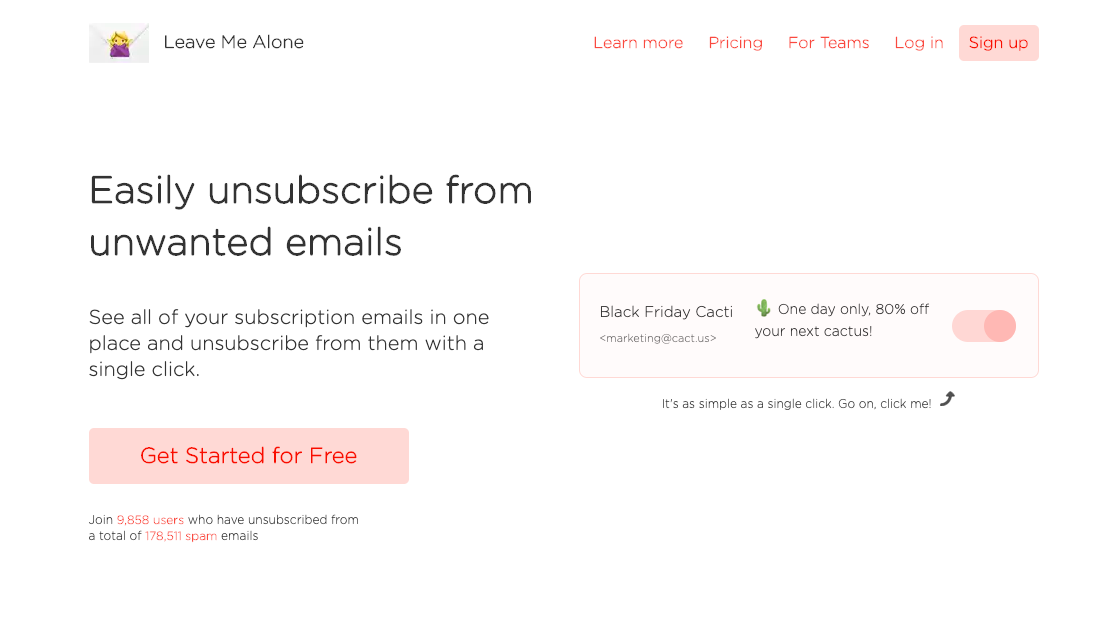 Leave Me Alone
Learn more
Pricing
For Teams
Log in
Sign up
Easily unsubscribe from
unwanted emails
See all of your subscription emails in one
place and unsubscribe from them with a
single click.
Get Started for Free
Join 9,858 users who have unsubscribed from
a total of 178,511 spam emails
Black Friday Cacti
<marketing@cact.us>
🌵 One day only, 80% off
your next cactus!
It's as simple as a single click. Go on, click me!